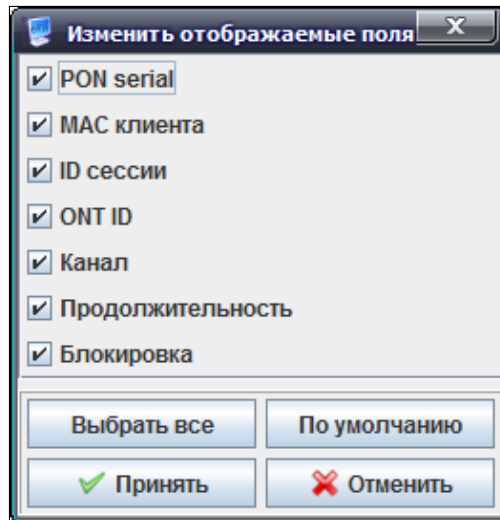 Изменить отображаемые поля
PON serial
MAC клиента
ID сессии
ONT ID
Канал
Продолжительность
Блокировка
Выбрать все
По умолчанию
Принять
Отменить